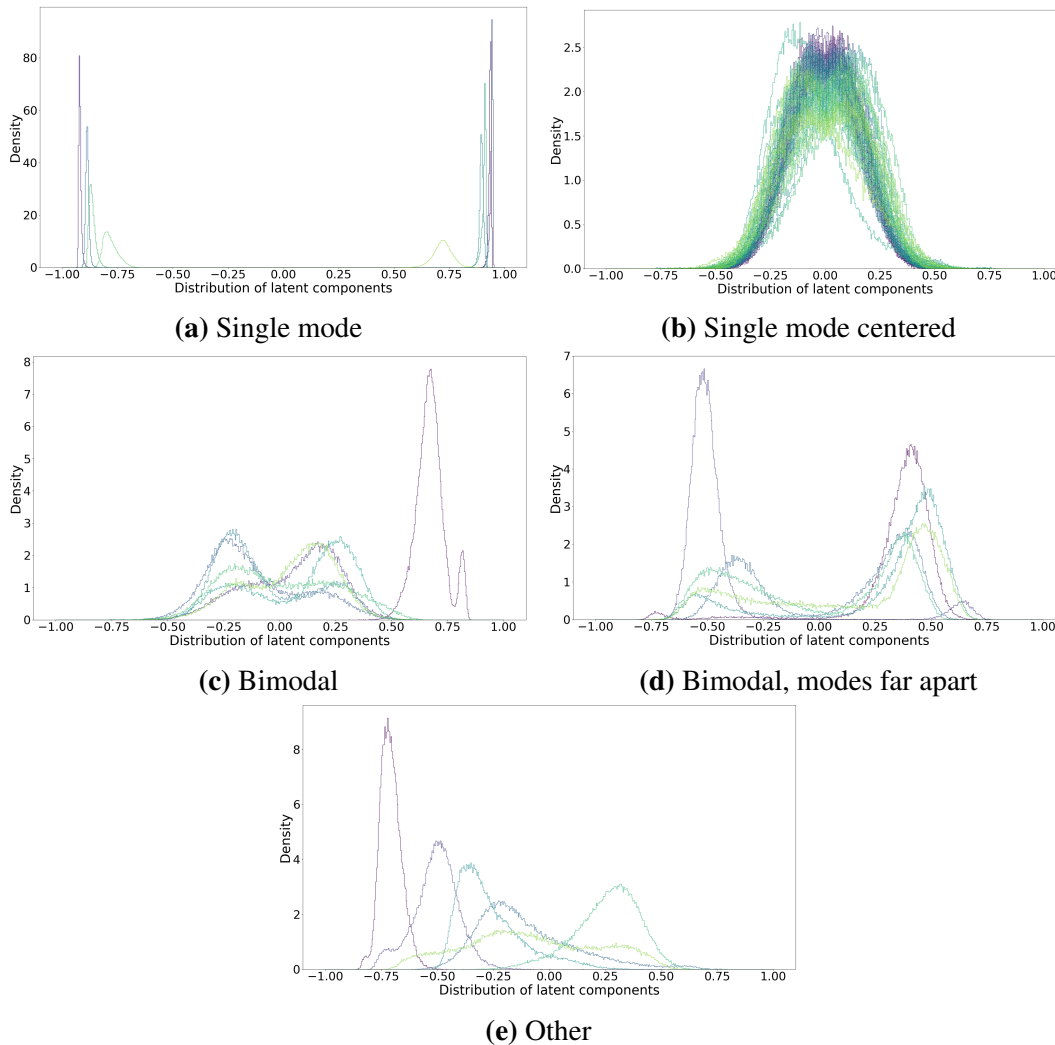 80
60
40
20
0
Density
−1.00 −0.75 −0.50 −0.25 0.00 0.25 0.50 0.75 1.00
Distribution of latent components
(a) Single mode
2.5
2.0
1.5
1.0
0.5
0.0
Density
−1.00 −0.75 −0.50 −0.25 0.00 0.25 0.50 0.75 1.00
Distribution of latent components
(b) Single mode centered
8
7
6
5
4
3
2
1
0
Density
−1.00 −0.75 −0.50 −0.25 0.00 0.25 0.50 0.75 1.00
Distribution of latent components
(c) Bimodal
7
6
5
4
3
2
1
0
Density
−1.00 −0.75 −0.50 −0.25 0.00 0.25 0.50 0.75 1.00
Distribution of latent components
(d) Bimodal, modes far apart
8
6
4
2
0
Density
−1.00 −0.75 −0.50 −0.25 0.00 0.25 0.50 0.75 1.00
Distribution of latent components
(e) Other